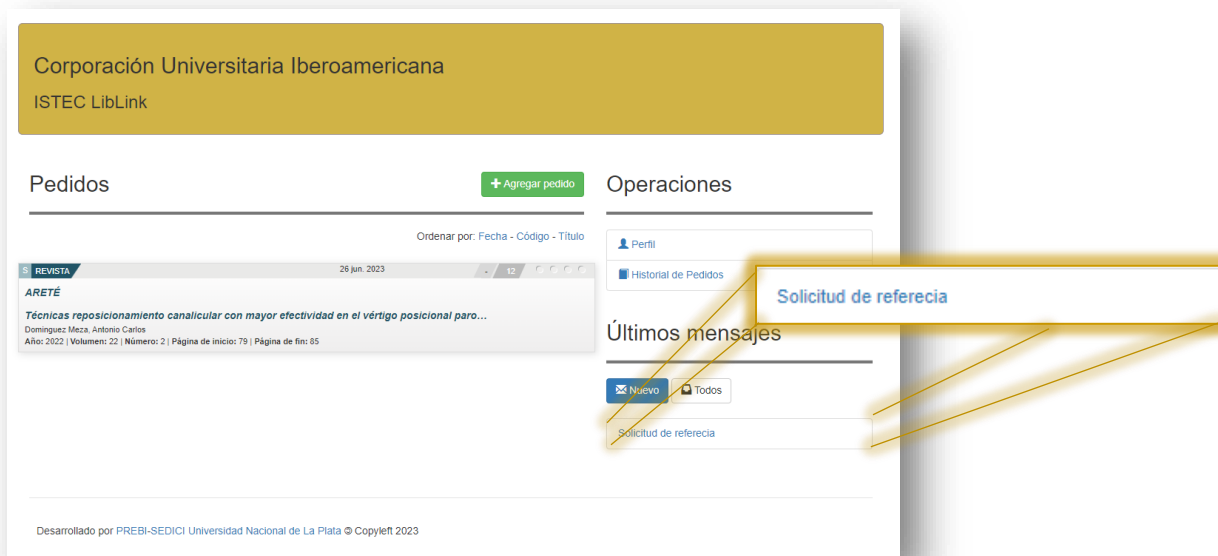 Corporación Universitaria Iberoamericana
ISTEC LibLink
Pedidos
Agregar pedido
Ordenar por: Fecha - Código - Título
S REVISTA 26 jun. 2023 - 12
ARETÉ
Técnicas reposicionamiento canalicular con mayor efectividad en el vértigo posicional paro…
Dominguez Meza, Antonio Carlos
Año: 2022 | Volumen: 22 | Número: 2 | Página de inicio: 79 | Página de fin: 85
Operaciones
Perfil
Historial de Pedidos
Solicitud de referecia
Últimos mensajes
Nuevo Todos
Solicitud de referecia
Desarrollado por PREBI-SEDICI Universidad Nacional de La Plata 🄯 Copyleft 2023